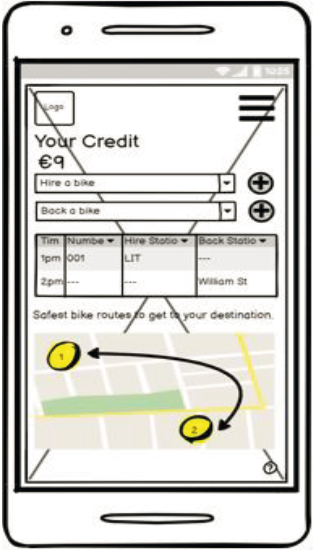 12:25
Logo
Your Credit
€9
Hire a bike
Back a bike
Tim Numbe Hire Statio Back Statio
1pm 001 LIT ---
2pm --- --- William St
Safest bike routes to get to your destination.
1
2
?